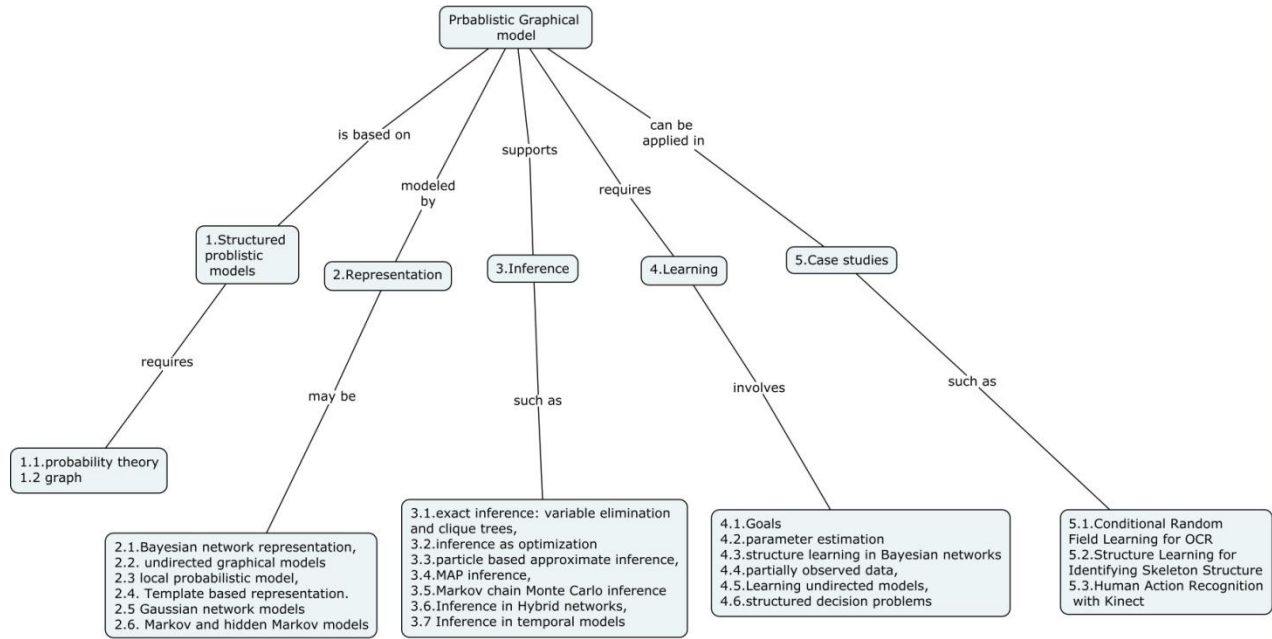 Prbablistic Graphical
model
is based on
modeled
by
supports
requires
can be
applied in
1.Structured
problistic
models
2.Representation
3.Inference
4.Learning
5.Case studies
requires
may be
such as
involves
such as
1.1.probability theory
1.2 graph
2.1.Bayesian network representation,
2.2. undirected graphical models
2.3 local probabilistic model,
2.4. Template based representation.
2.5 Gaussian network models
2.6. Markov and hidden Markov models
3.1.exact inference: variable elimination
and clique trees,
3.2.inference as optimization
3.3.particle based approximate inference,
3.4.MAP inference,
3.5.Markov chain Monte Carlo inference
3.6.Inference in Hybrid networks,
3.7 Inference in temporal models
4.1.Goals
4.2.parameter estimation
4.3.structure learning in Bayesian networks
4.4.partially observed data,
4.5.Learning undirected models,
4.6.structured decision problems
5.1.Conditional Random
Field Learning for OCR
5.2.Structure Learning for
Identifying Skeleton Structure
5.3.Human Action Recognition
with Kinect